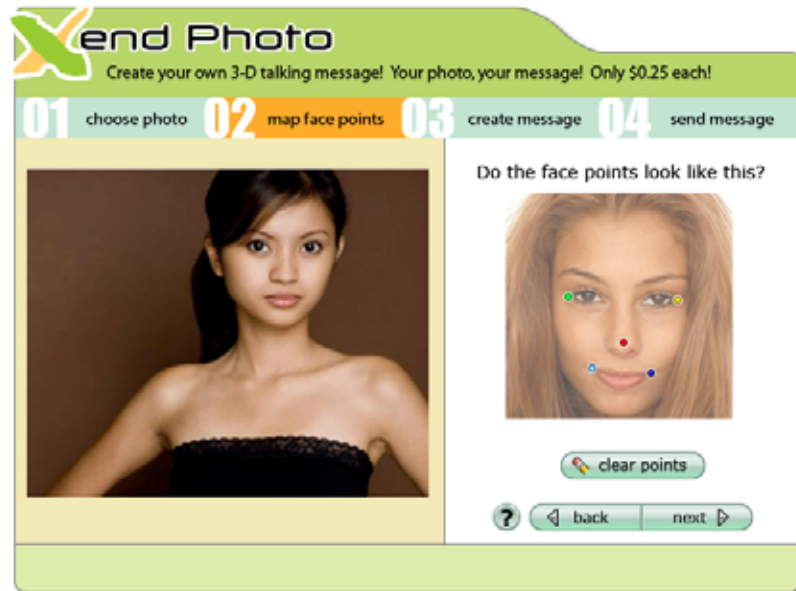 Xend Photo
Create your own 3-D talking message! Your photo, your message! Only $0.25 each!
01 choose photo 02 map face points 03 create message 04 send message
Do the face points look like this?
clear points
? back next